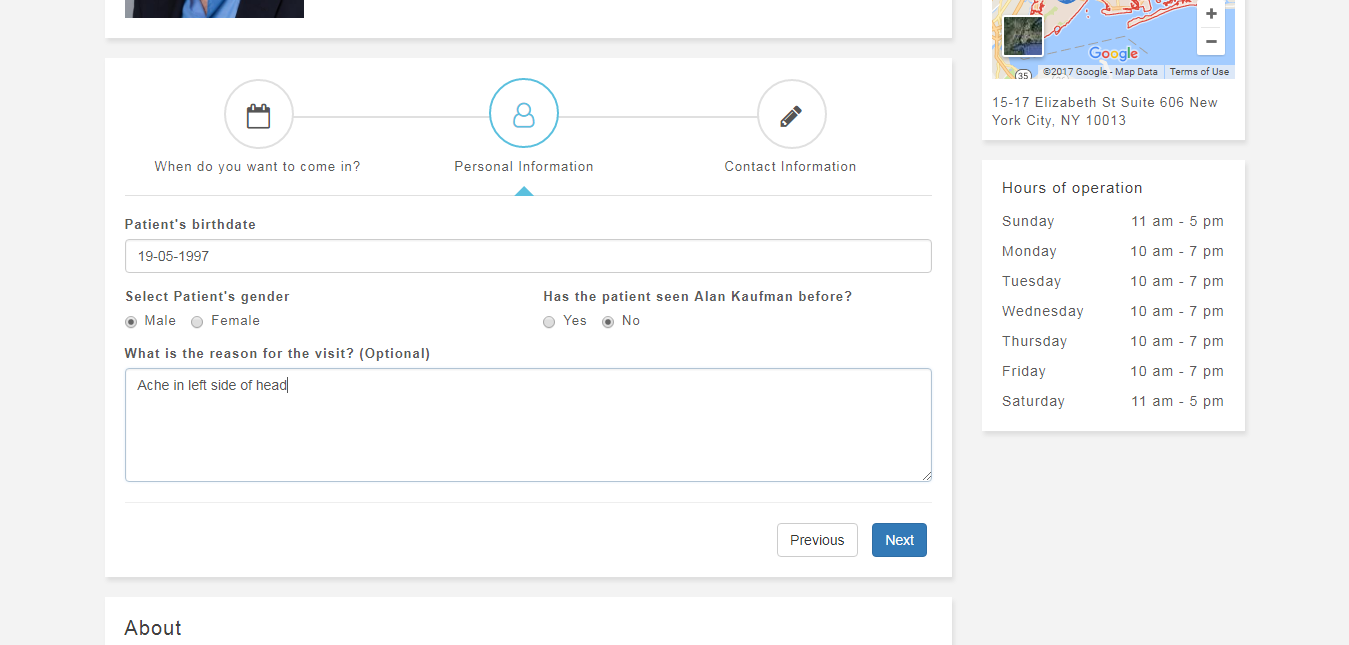 When do you want to come in?
Personal Information
Contact Information
Patient's birthdate
19-05-1997
Select Patient's gender
Has the patient seen Alan Kaufman before?
Male Female
Yes No
What is the reason for the visit? (Optional)
Ache in left side of head
Previous Next
About
+
−
Google
35
©2017 Google - Map Data Terms of Use
15-17 Elizabeth St Suite 606 New
York City, NY 10013
Hours of operation
Sunday 11 am - 5 pm
Monday 10 am - 7 pm
Tuesday 10 am - 7 pm
Wednesday 10 am - 7 pm
Thursday 10 am - 7 pm
Friday 10 am - 7 pm
Saturday 11 am - 5 pm